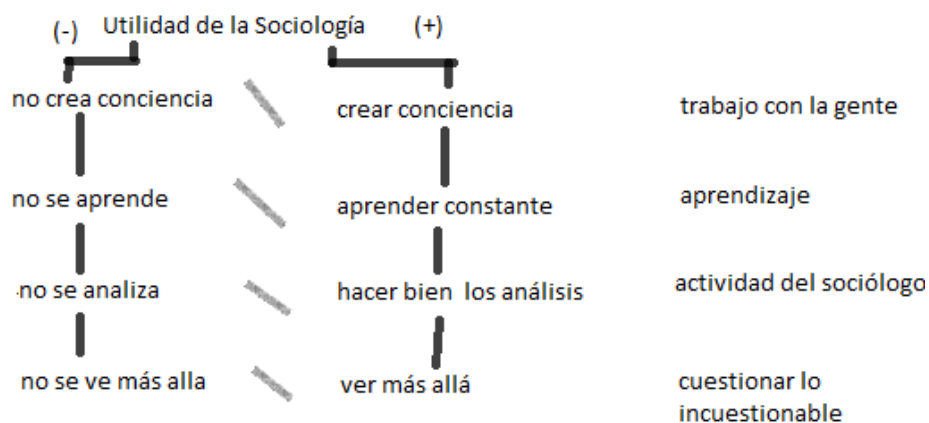 (-) Utilidad de la Sociología (+)
no crea conciencia crear conciencia trabajo con la gente
no se aprende aprender constante aprendizaje
no se analiza hacer bien los análisis actividad del sociólogo
no se ve más alla ver más allá cuestionar lo
incuestionable